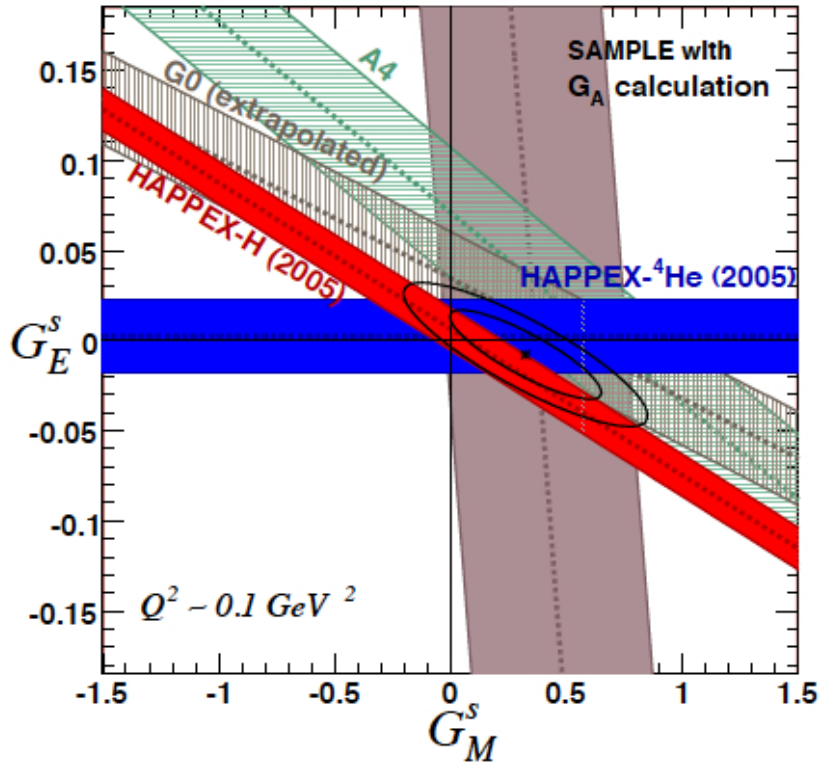 SAMPLE with
G_A calculation
A4
G0 (extrapolated)
HAPPEX-H (2005)
HAPPEX-⁴He (2005)
0.15
0.1
0.05
0
-0.05
-0.1
-0.15
G_E^s
Q² ~ 0.1 GeV ²
-1.5 -1 -0.5 0 0.5 1 1.5
G_M^s